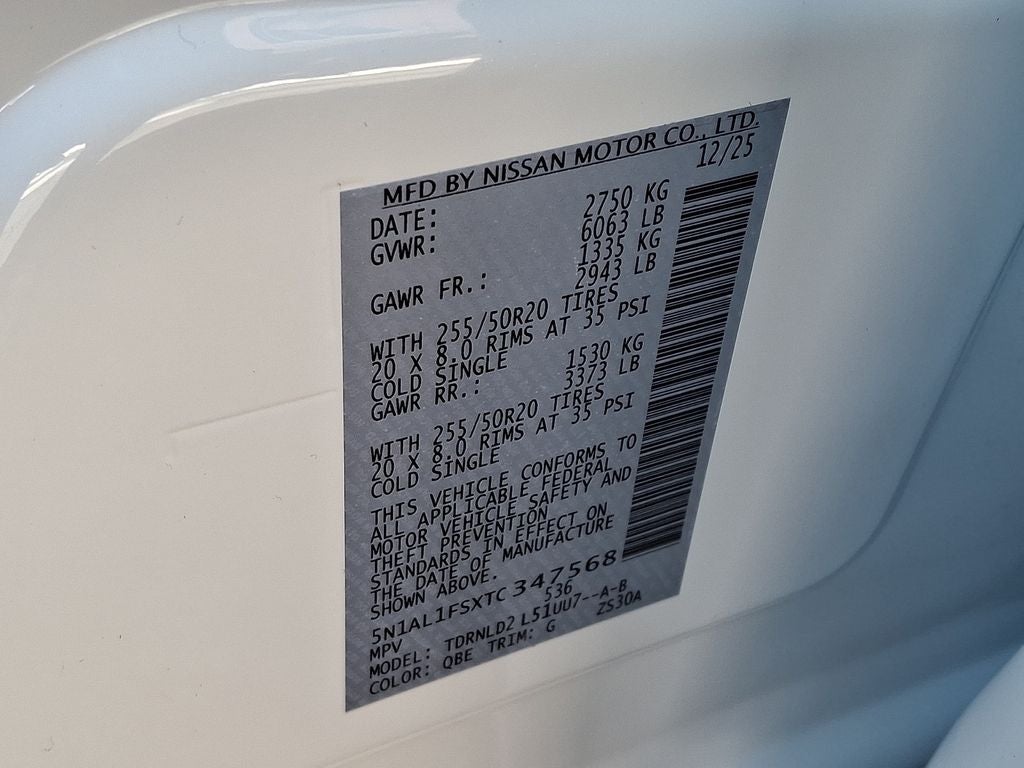 MFD BY NISSAN MOTOR CO., LTD.
DATE: 12/25
GVWR: 2750 KG
6063 LB
GAWR FR.: 1335 KG
2943 LB
WITH 255/50R20 TIRES
20 X 8.0 RIMS AT 35 PSI
COLD SINGLE
GAWR RR.: 1530 KG
3373 LB
WITH 255/50R20 TIRES
20 X 8.0 RIMS AT 35 PSI
COLD SINGLE
THIS VEHICLE CONFORMS TO
ALL APPLICABLE FEDERAL
MOTOR VEHICLE SAFETY AND
THEFT PREVENTION
STANDARDS IN EFFECT ON
THE DATE OF MANUFACTURE
SHOWN ABOVE.
5N1AL1FSXTC347568
MPV 536
MODEL: TDRNLD2 L51UU7--A-B
COLOR: QBE TRIM: G ZS30A